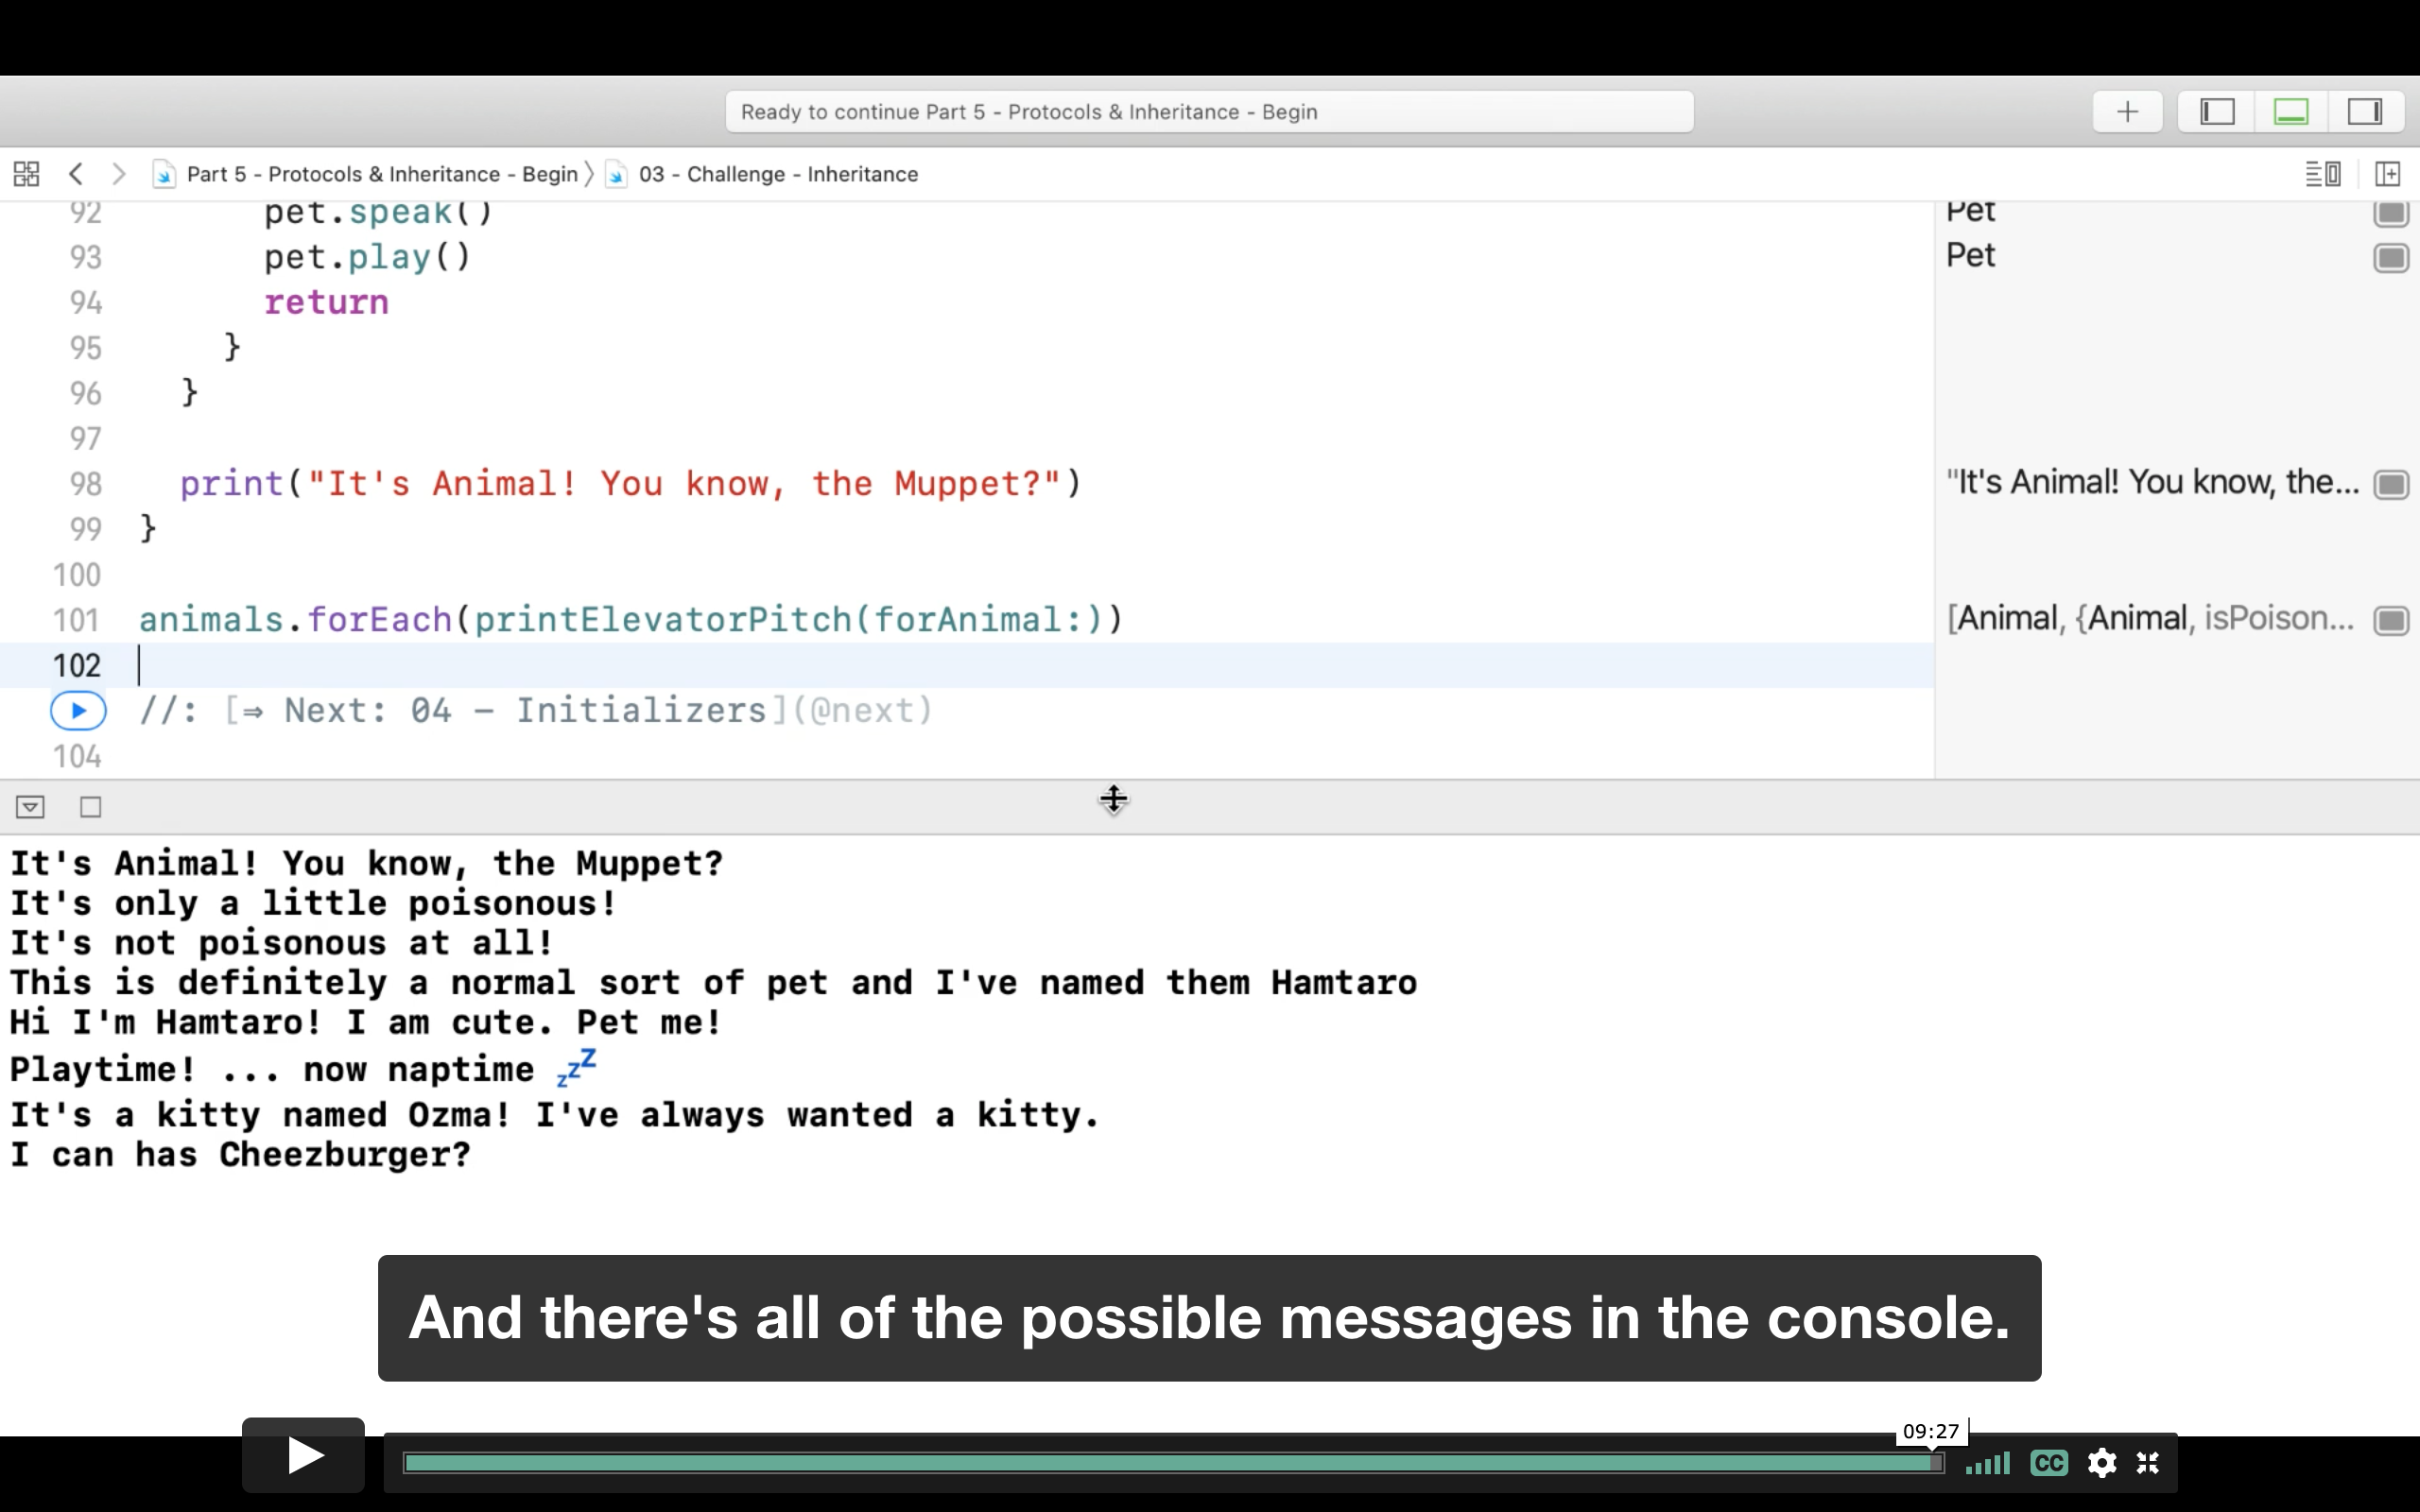 Ready to continue Part 5 - Protocols & Inheritance - Begin
Part 5 - Protocols & Inheritance - Begin 〉 03 - Challenge - Inheritance
92 pet.speak() Pet
93 pet.play() Pet
94 return
95 }
96 }
97
98 print("It's Animal! You know, the Muppet?") "It's Animal! You know, the...
99 }
100
101 animals.forEach(printElevatorPitch(forAnimal:)) [Animal, {Animal, isPoison...
102
//: [⇒ Next: 04 – Initializers](@next)
104
It's Animal! You know, the Muppet?
It's only a little poisonous!
It's not poisonous at all!
This is definitely a normal sort of pet and I've named them Hamtaro
Hi I'm Hamtaro! I am cute. Pet me!
Playtime! ... now naptime 💤
It's a kitty named Ozma! I've always wanted a kitty.
I can has Cheezburger?
And there's all of the possible messages in the console.
09:27
CC